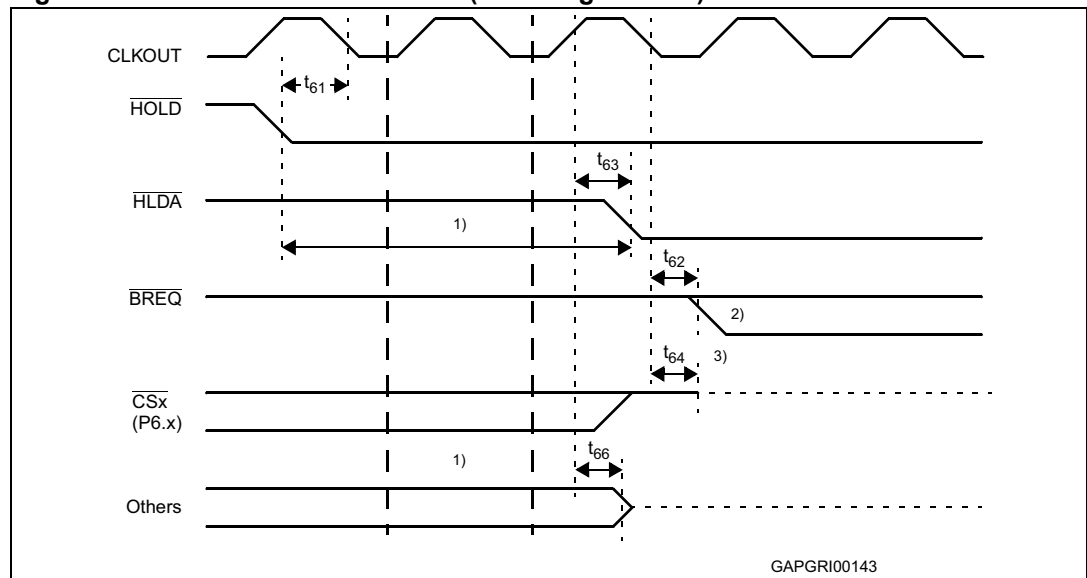 CLKOUT
t61
HOLD
t63
HLDA
1)
t62
BREQ
2)
t64
3)
CSx
(P6.x)
1)
t66
Others
GAPGRI00143